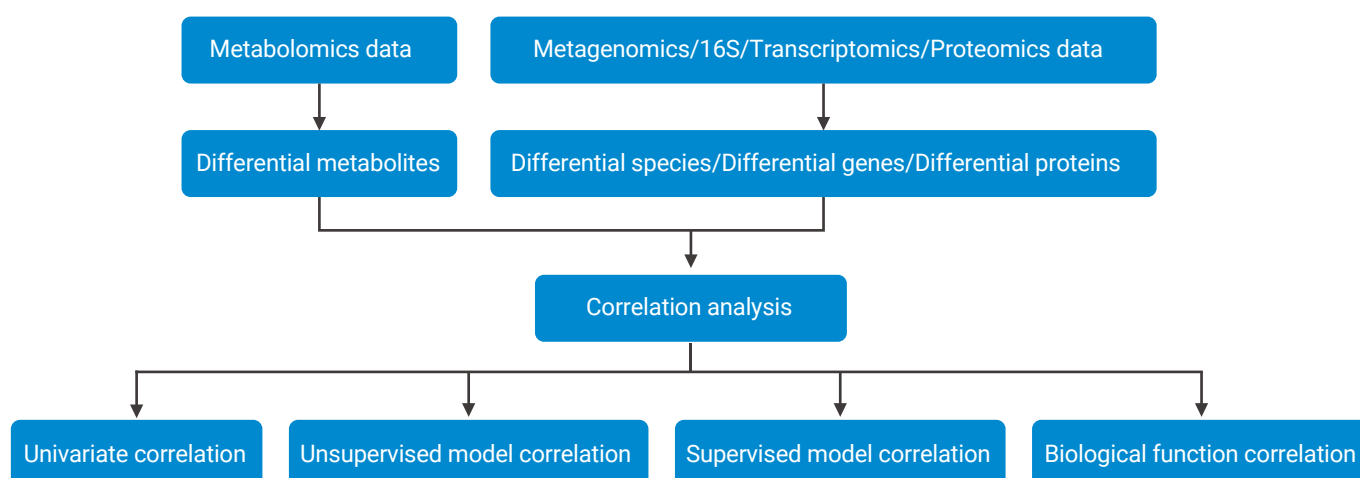 Metabolomics data
Metagenomics/16S/Transcriptomics/Proteomics data
Differential metabolites
Differential species/Differential genes/Differential proteins
Correlation analysis
Univariate correlation
Unsupervised model correlation
Supervised model correlation
Biological function correlation